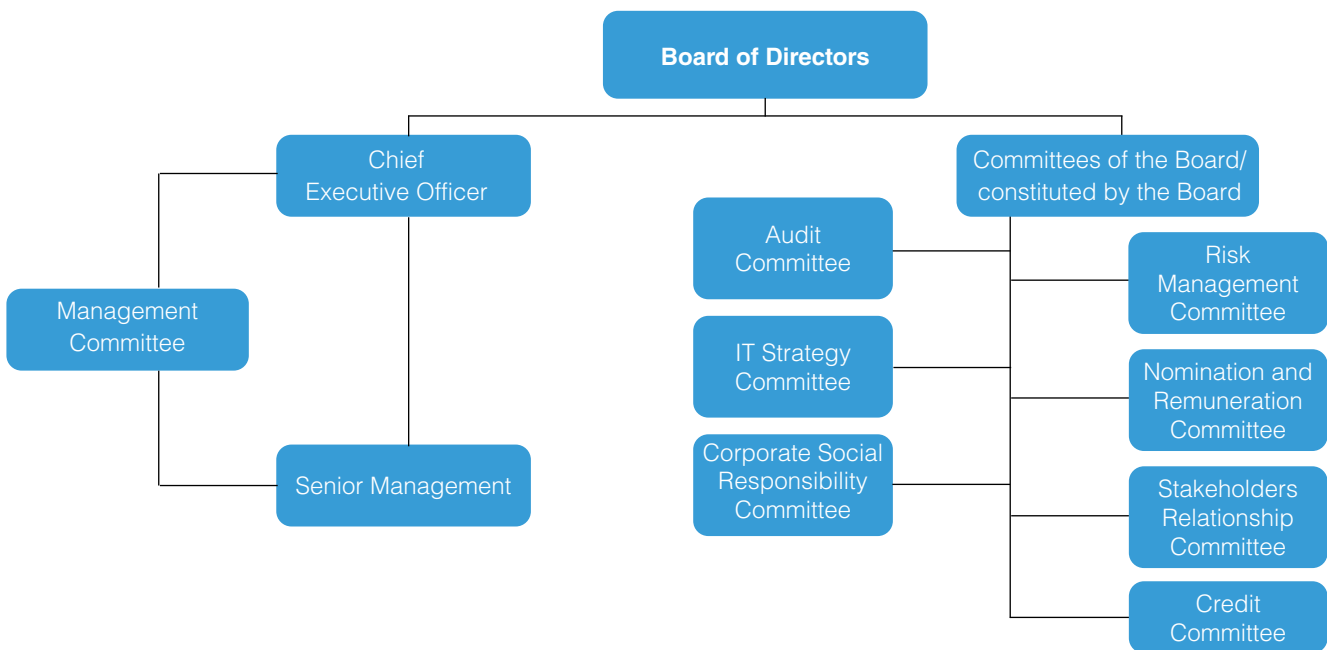 Board of Directors
Chief
Executive Officer
Committees of the Board/
constituted by the Board
Audit
Committee
Risk
Management
Committee
Management
Committee
IT Strategy
Committee
Nomination and
Remuneration
Committee
Corporate Social
Responsibility
Committee
Senior Management
Stakeholders
Relationship
Committee
Credit
Committee